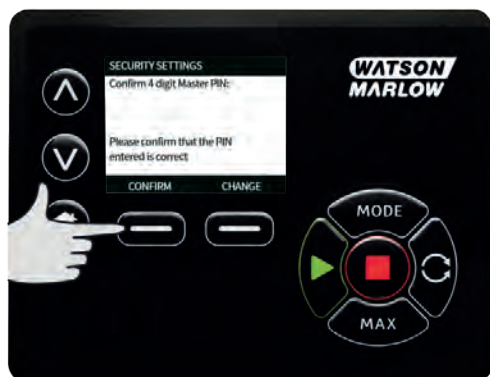 SECURITY SETTINGS
Confirm 4 digit Master PIN:
Please confirm that the PIN
entered is correct
CONFIRM CHANGE
WATSON
MARLOW
MODE
MAX